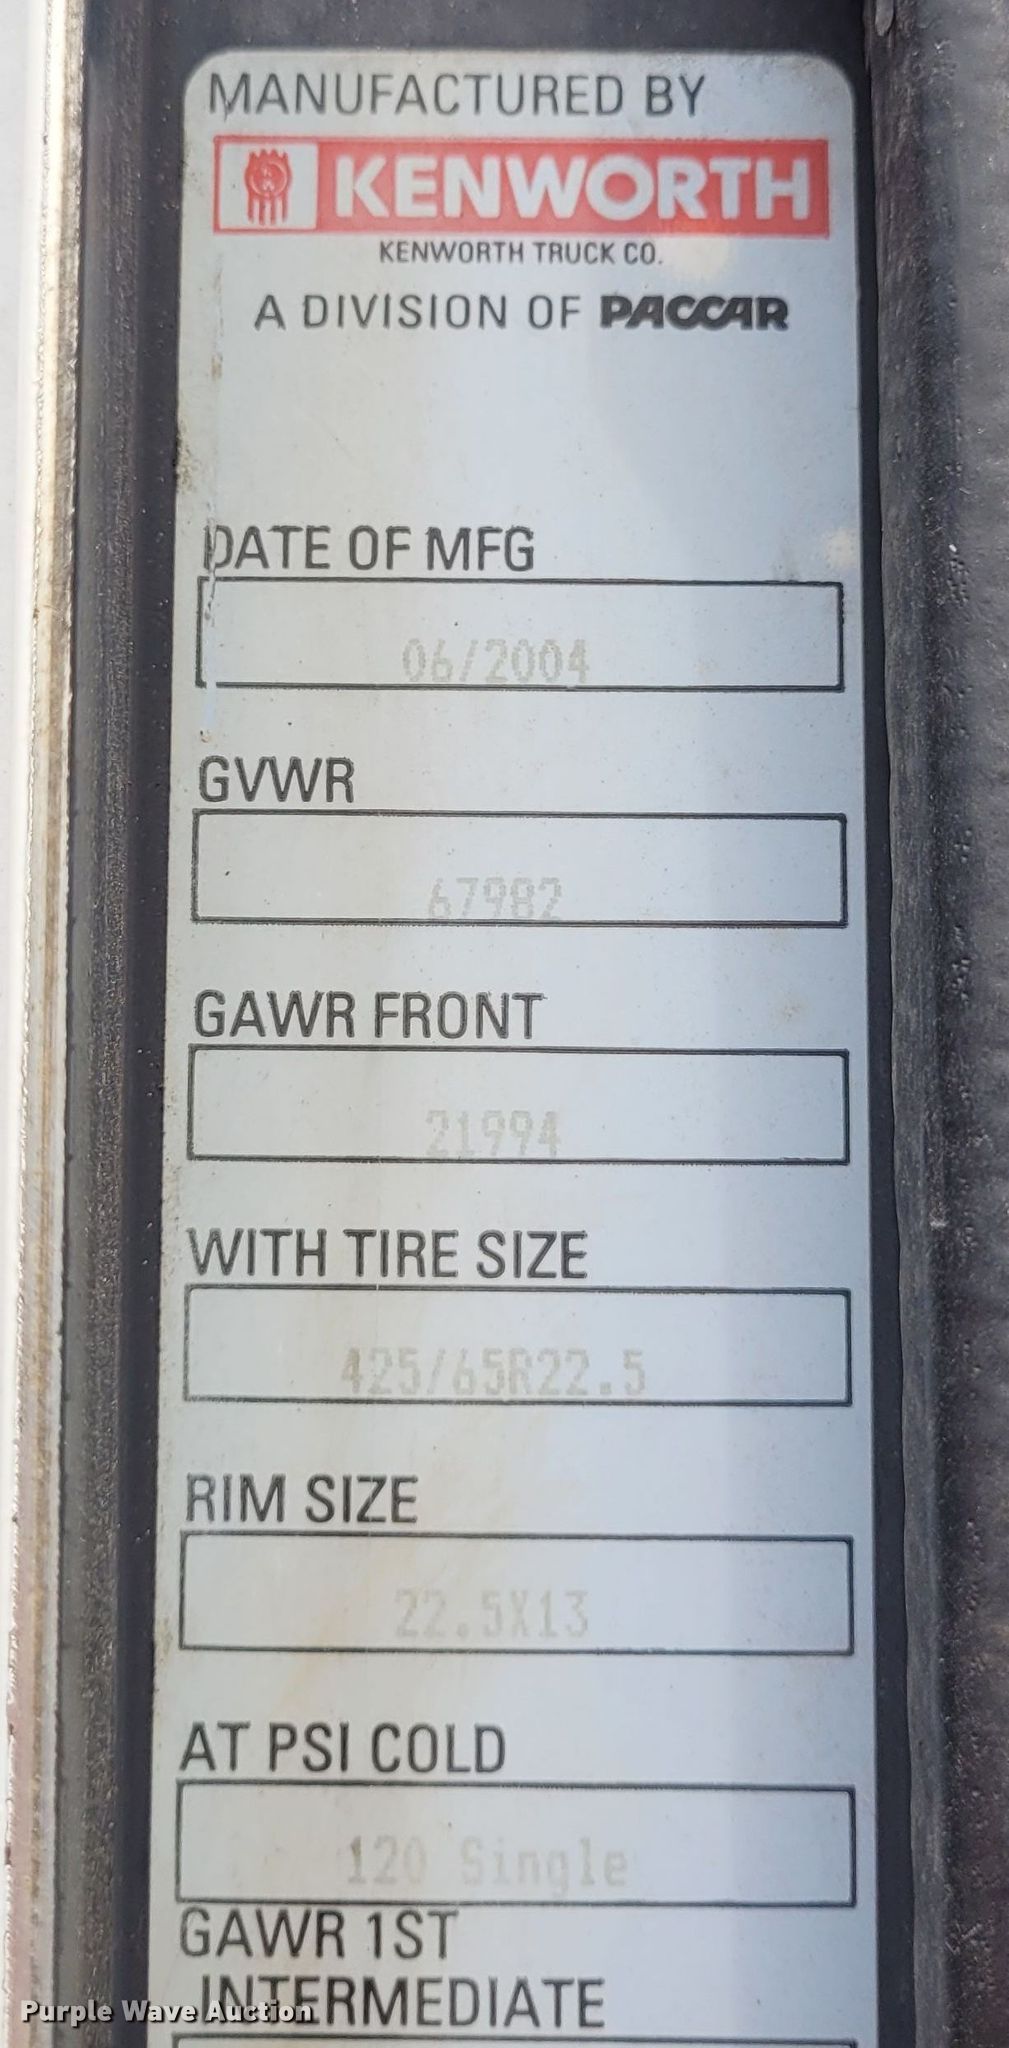 MANUFACTURED BY
KENWORTH
KENWORTH TRUCK CO.
A DIVISION OF PACCAR
DATE OF MFG
06/2004
GVWR
67982
GAWR FRONT
21994
WITH TIRE SIZE
425/65R22.5
RIM SIZE
22.5X13
AT PSI COLD
120 Single
GAWR 1ST
INTERMEDIATE
Purple Wave Auction